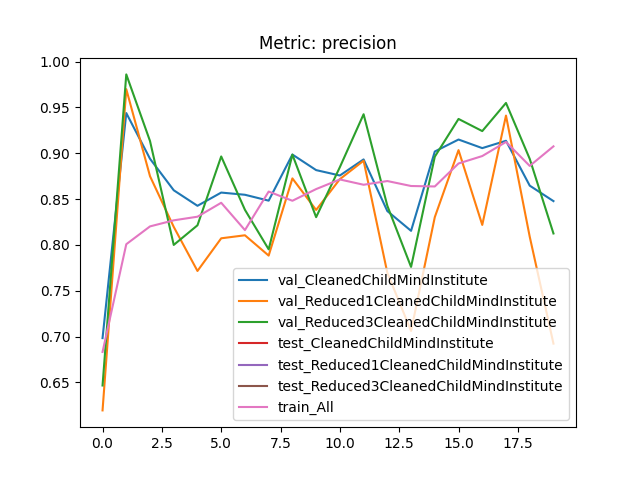 Metric: precision
1.00
0.95
0.90
0.85
0.80
0.75
0.70
0.65
0.0
2.5
5.0
7.5
10.0
12.5
15.0
17.5
val_CleanedChildMindInstitute
val_Reduced1CleanedChildMindInstitute
val_Reduced3CleanedChildMindInstitute
test_CleanedChildMindInstitute
test_Reduced1CleanedChildMindInstitute
test_Reduced3CleanedChildMindInstitute
train_All